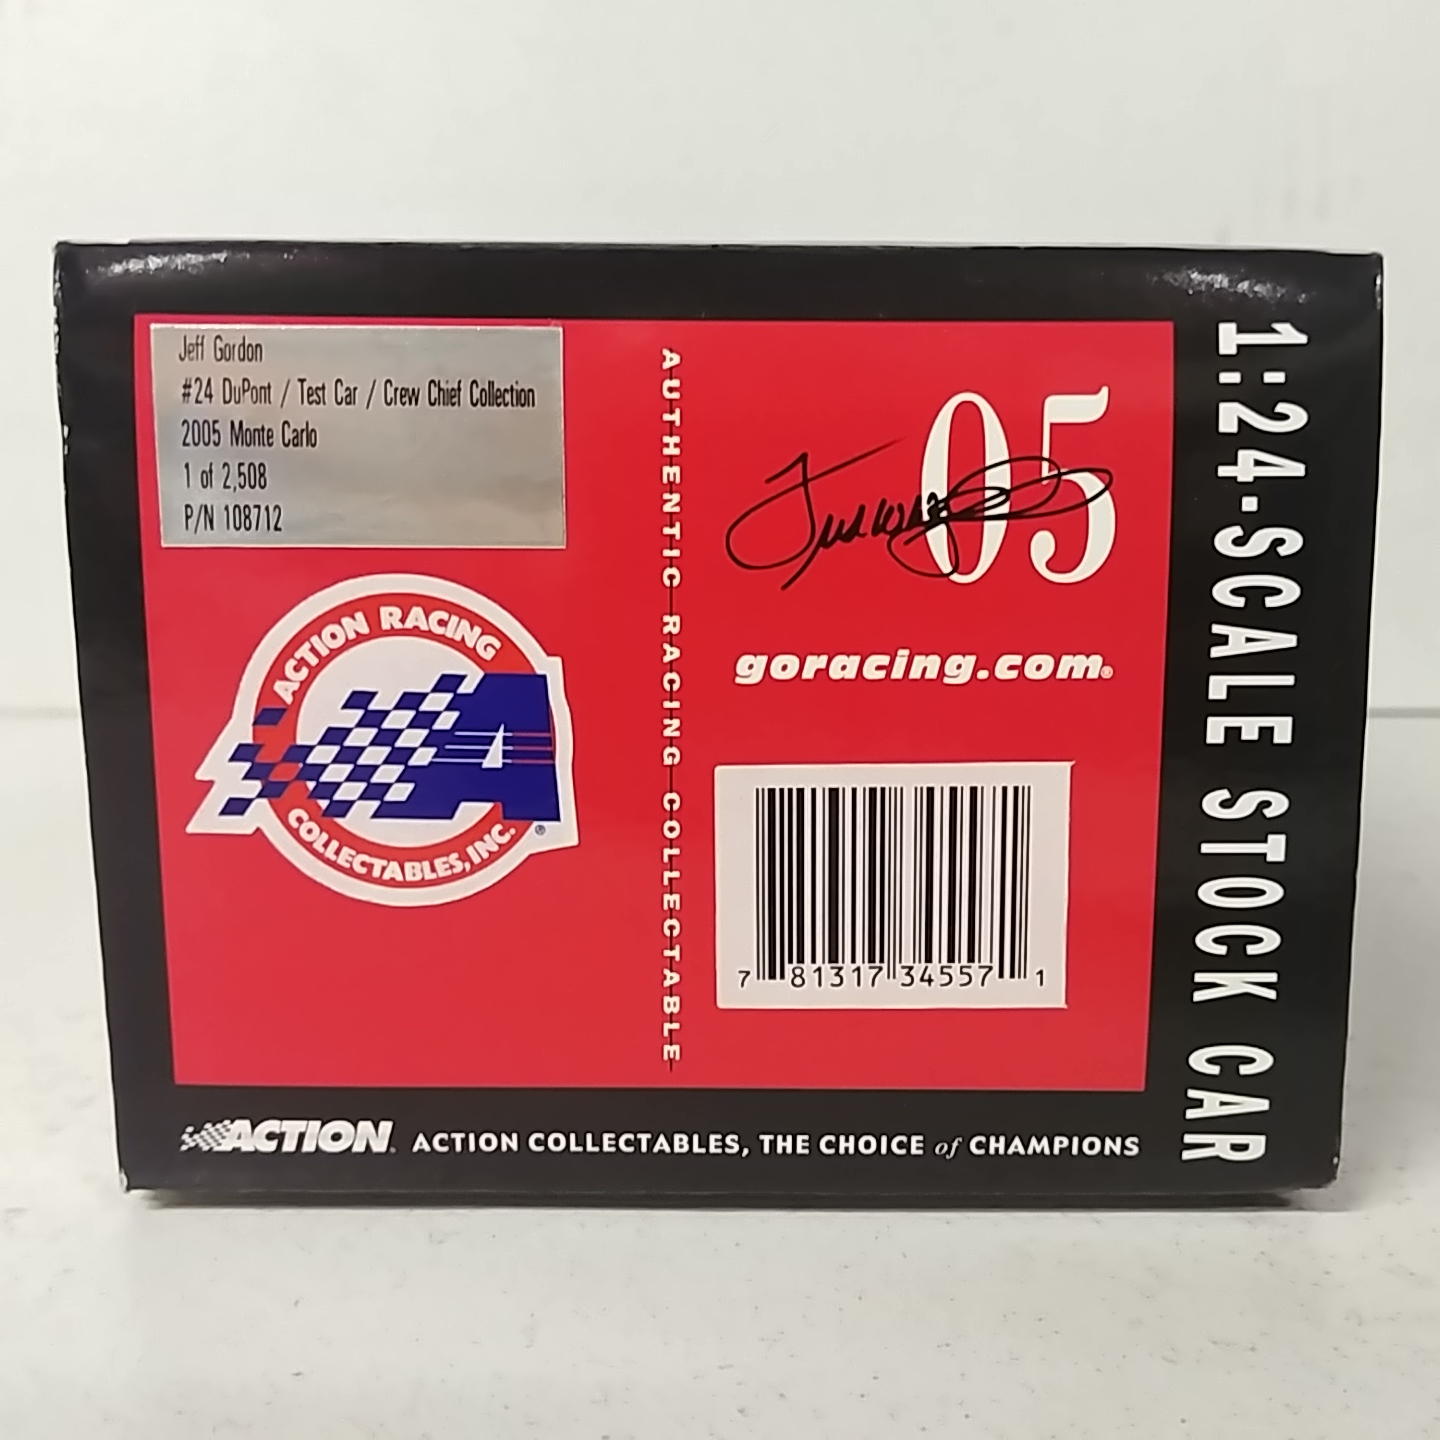 Jeff Gordon
#24 DuPont / Test Car / Crew Chief Collection
2005 Monte Carlo
1 of 2,508
P/N 108712
ACTION RACING
A
COLLECTABLES, INC.®
AUTHENTIC RACING COLLECTABLE
05
goracing.com®
7 81317 34557 1
1:24-SCALE STOCK CAR
ACTION® ACTION COLLECTABLES, THE CHOICE of CHAMPIONS